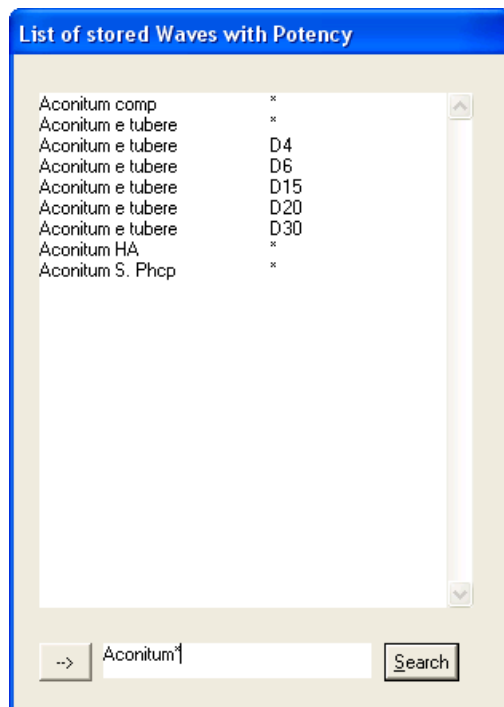 List of stored Waves with Potency
Aconitum comp *
Aconitum e tubere *
Aconitum e tubere D4
Aconitum e tubere D6
Aconitum e tubere D15
Aconitum e tubere D20
Aconitum e tubere D30
Aconitum HA *
Aconitum S. Phcp *
--> Aconitum* Search